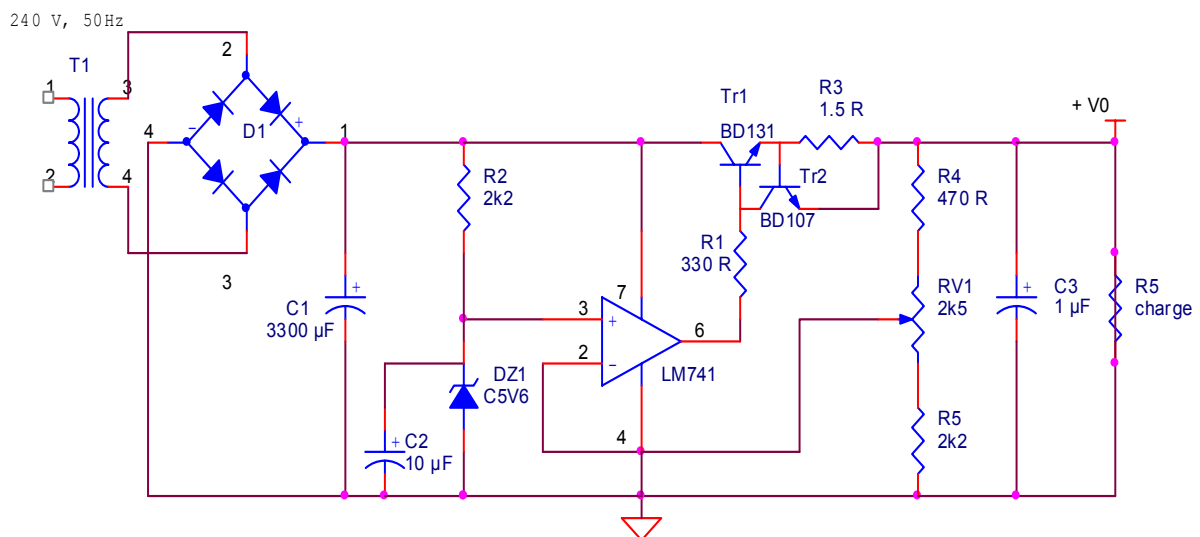 240 V, 50Hz
T1
1
2
3
4
2
3
4
1
D1
-
+
C1
3300 µF
+
R2
2k2
C2
10 µF
+
DZ1
C5V6
3
2
+
-
7
4
6
LM741
R1
330 R
Tr1
BD131
Tr2
BD107
R3
1.5 R
R4
470 R
RV1
2k5
R5
2k2
+
C3
1 µF
+ V0
R5
charge